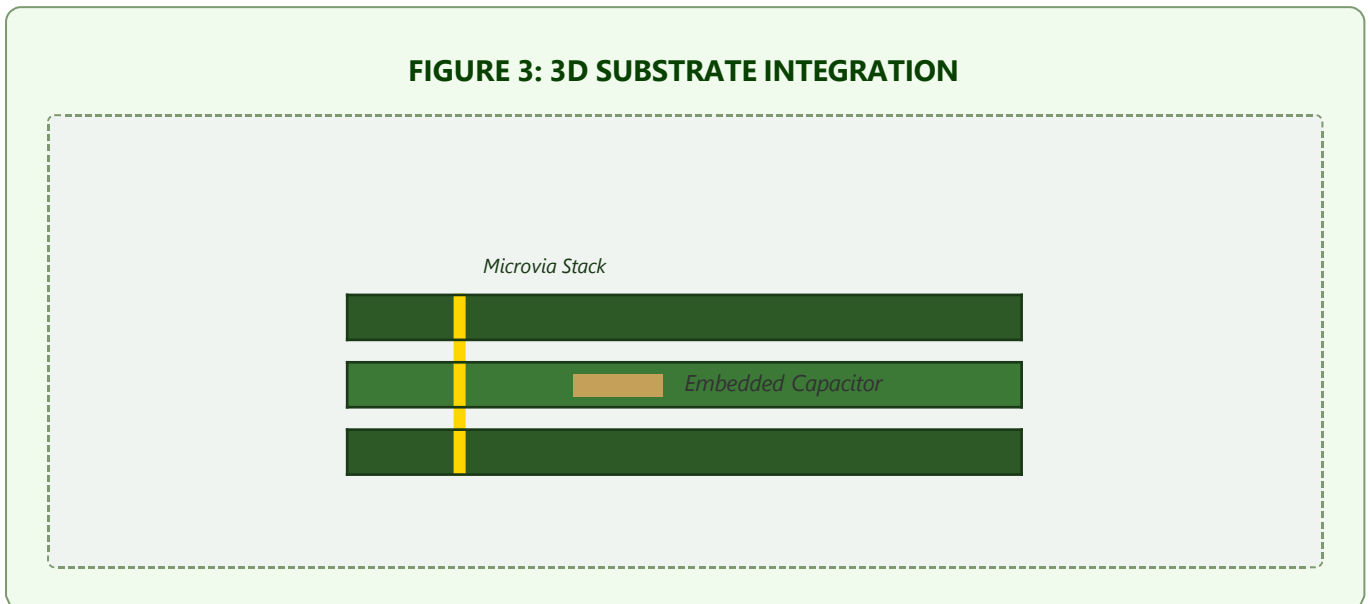 FIGURE 3: 3D SUBSTRATE INTEGRATION
Microvia Stack
Embedded Capacitor